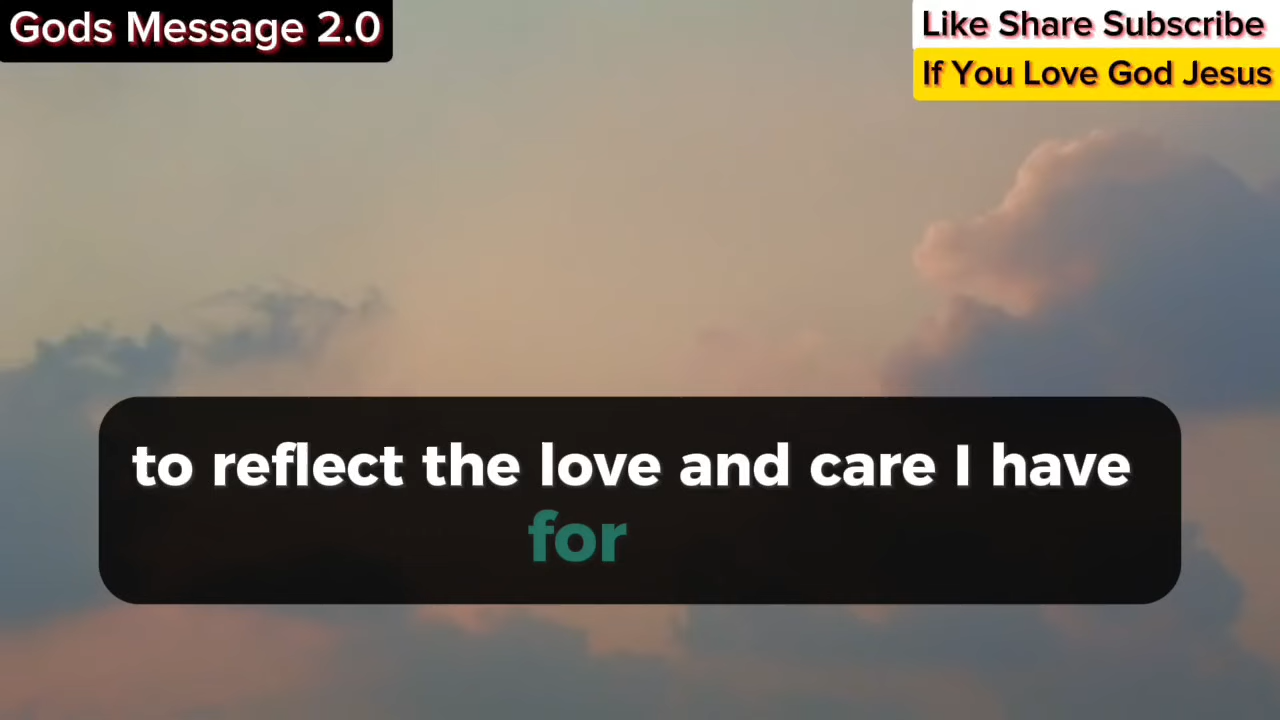 Gods Message 2.0
Like Share Subscribe
If You Love God Jesus
to reflect the love and care I have
for